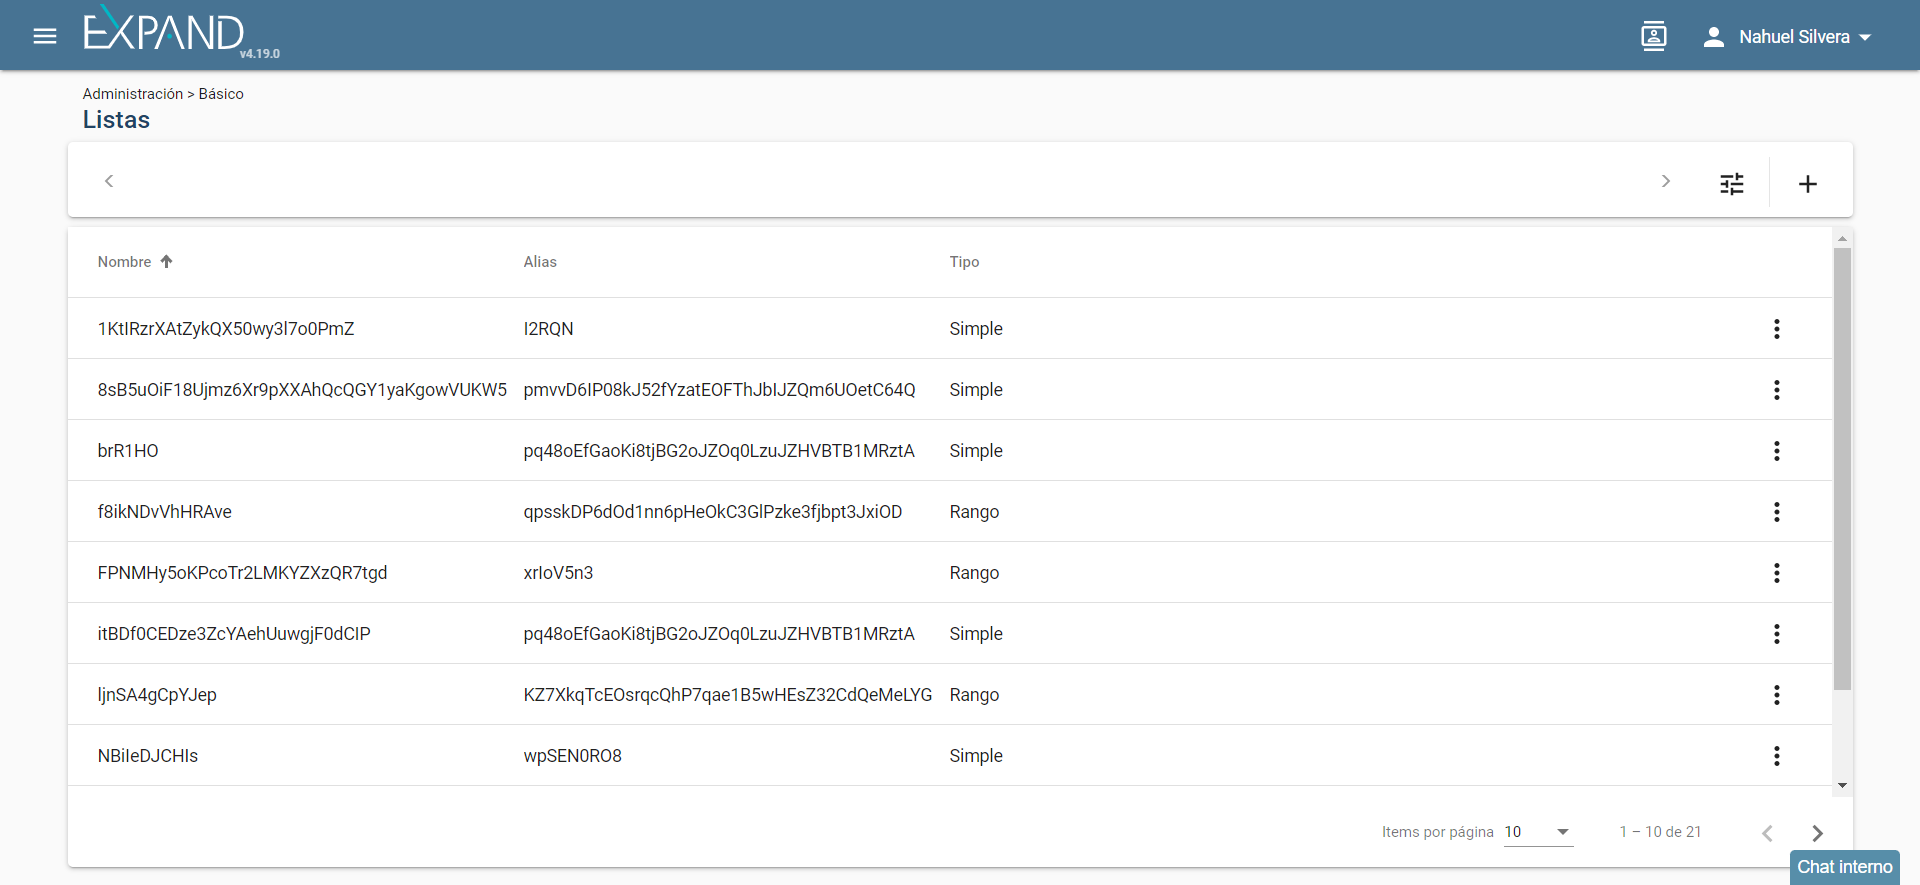 EXPAND
v4.19.0
Nahuel Silvera
Administración > Básico
Listas
Nombre Alias Tipo
1KtIRzrXAtZykQX50wy3l7o0PmZ I2RQN Simple
8sB5uOiF18Ujmz6Xr9pXXAhQcQGY1yaKgowVUKW5 pmvvD6IP08kJ52fYzatEOFThJbIJZQm6UOetC64Q Simple
brR1HO pq48oEfGaoKi8tjBG2oJZOq0LzuJZHVBTB1MRztA Simple
f8ikNDvVhHRAve qpsskDP6dOd1nn6pHeOkC3GlPzke3fjbpt3JxiOD Rango
FPNMHy5oKPcoTr2LMKYZXzQR7tgd xrIoV5n3 Rango
itBDf0CEDze3ZcYAehUuwgjF0dCIP pq48oEfGaoKi8tjBG2oJZOq0LzuJZHVBTB1MRztA Simple
ljnSA4gCpYJep KZ7XkqTcEOsrqcQhP7qae1B5wHEsZ32CdQeMeLYG Rango
NBiIeDJCHIs wpSEN0RO8 Simple
Items por página 10 1 – 10 de 21
Chat interno